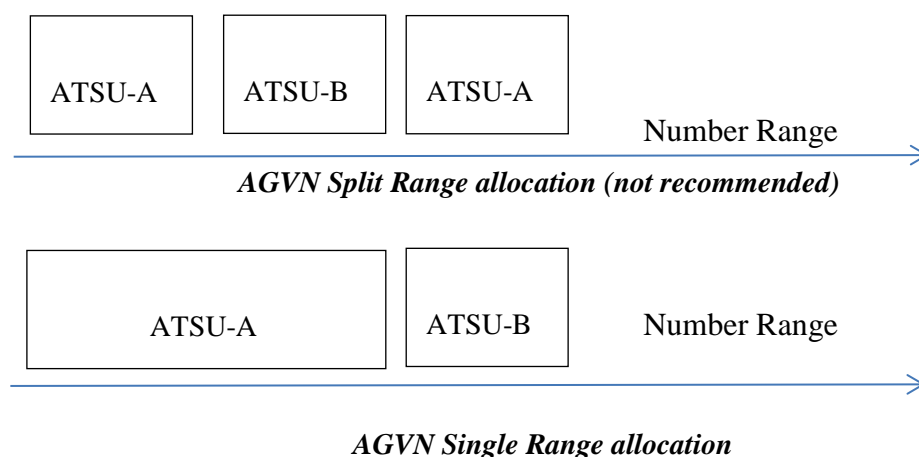 ATSU-A ATSU-B ATSU-A
Number Range
AGVN Split Range allocation (not recommended)
ATSU-A ATSU-B Number Range
AGVN Single Range allocation